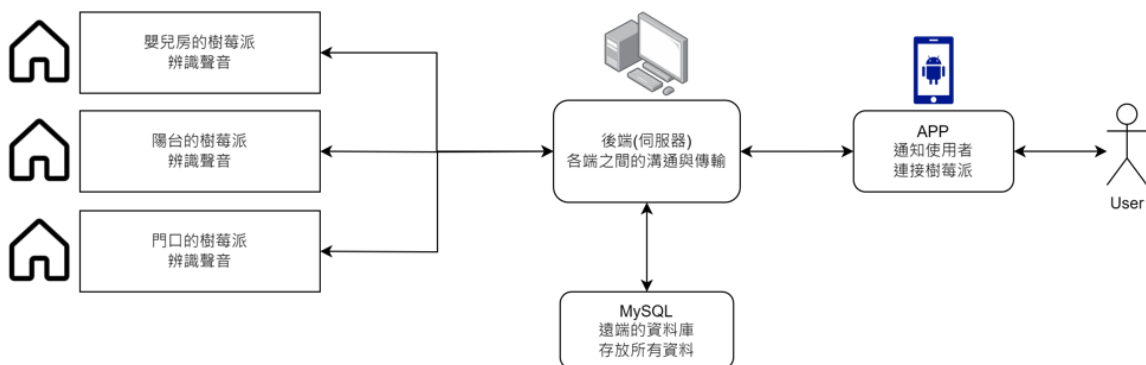 嬰兒房的樹莓派
辨識聲音
陽台的樹莓派
辨識聲音
門口的樹莓派
辨識聲音
後端(伺服器)
各端之間的溝通與傳輸
MySQL
遠端的資料庫
存放所有資料
APP
通知使用者
連接樹莓派
User